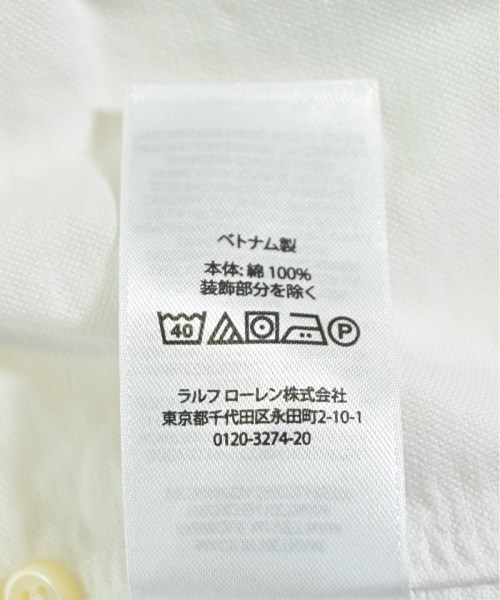 ベトナム製
本体: 綿 100%
装飾部分を除く
40 P
ラルフ ローレン株式会社
東京都千代田区永田町2-10-1
0120-3274-20